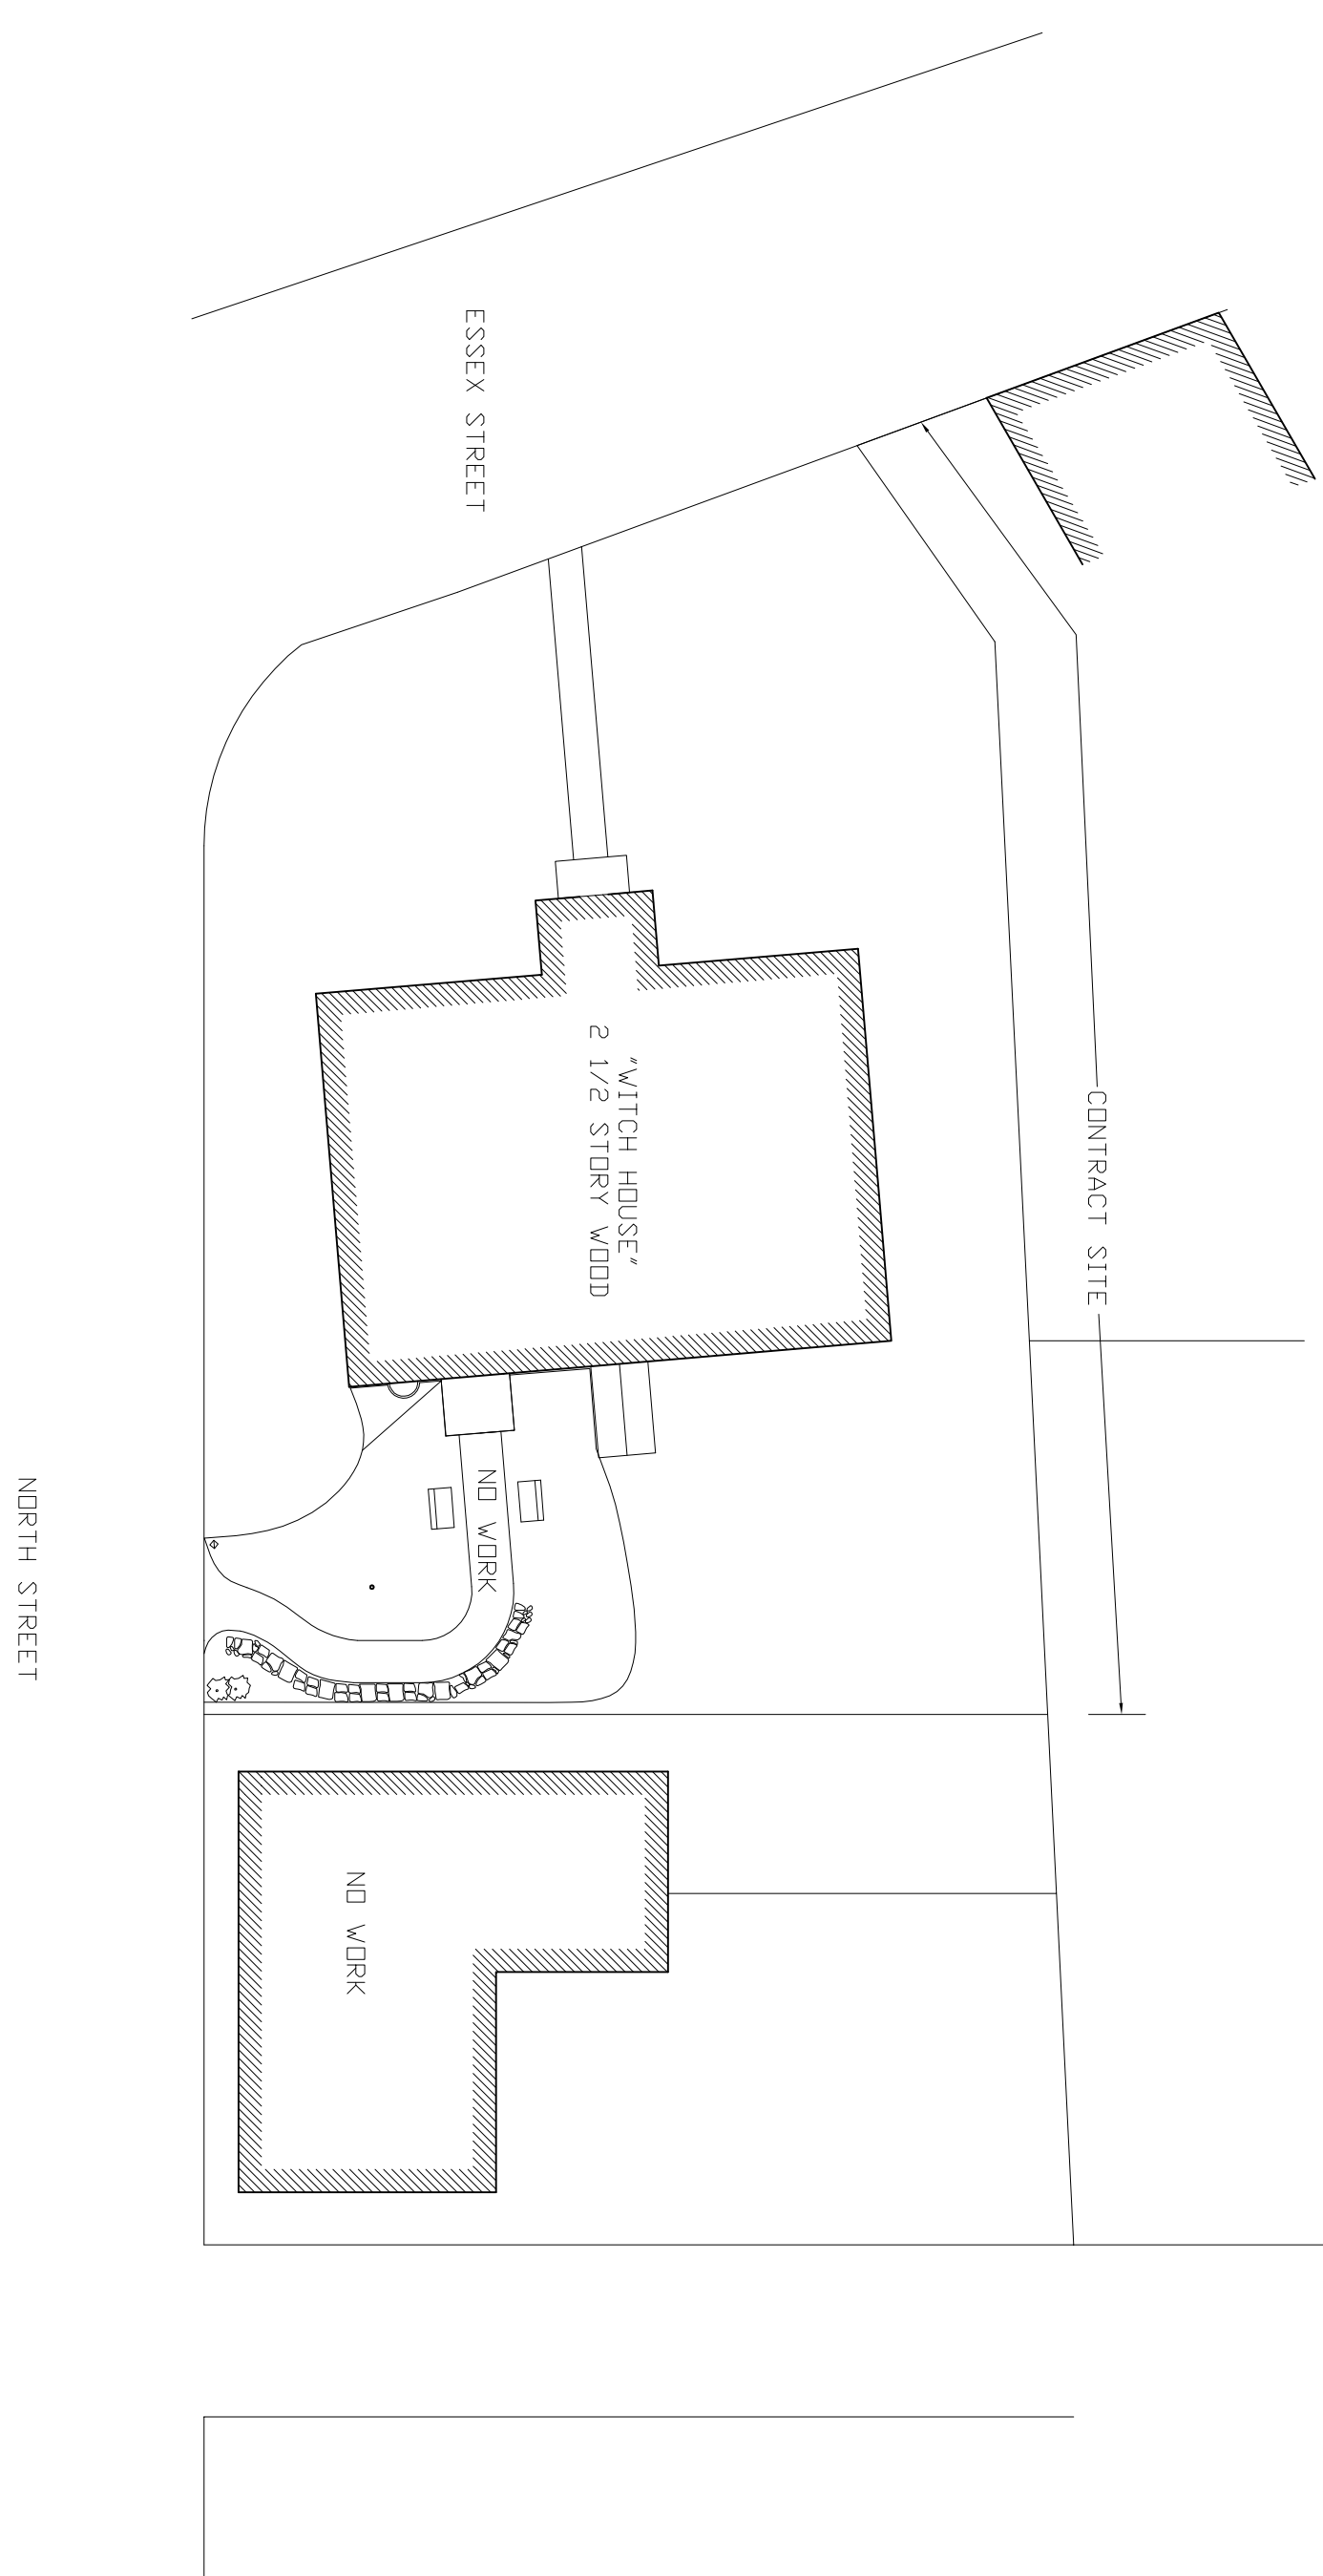 ESSEX STREET
"WITCH HOUSE"
2 1/2 STORY WOOD
CONTRACT SITE
NO WORK
NORTH STREET
NO WORK